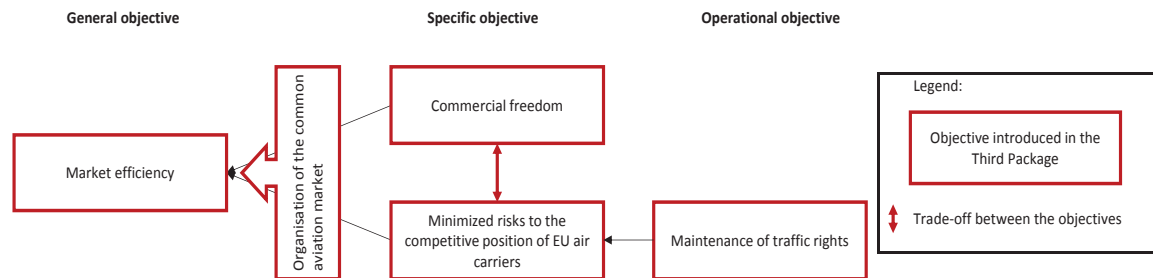 General objective
Specific objective
Operational objective
Organisation of the common
aviation market
Market efficiency
Commercial freedom
Minimized risks to the
competitive position of EU air
carriers
Maintenance of traffic rights
Legend:
Objective introduced in the
Third Package
Trade-off between the objectives